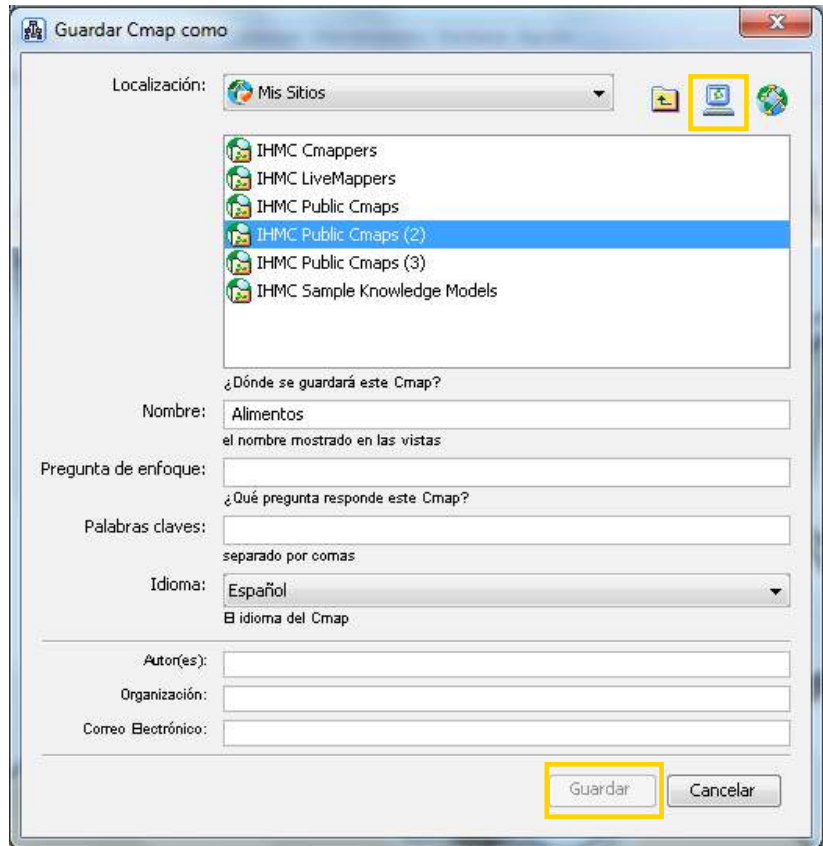 Guardar Cmap como
Localización: Mis Sitios
IHMC Cmappers
IHMC LiveMappers
IHMC Public Cmaps
IHMC Public Cmaps (2)
IHMC Public Cmaps (3)
IHMC Sample Knowledge Models
¿Dónde se guardará este Cmap?
Nombre: Alimentos
el nombre mostrado en las vistas
Pregunta de enfoque:
¿Qué pregunta responde este Cmap?
Palabras claves:
separado por comas
Idioma: Español
El idioma del Cmap
Autor(es):
Organización:
Correo Electrónico:
Guardar Cancelar